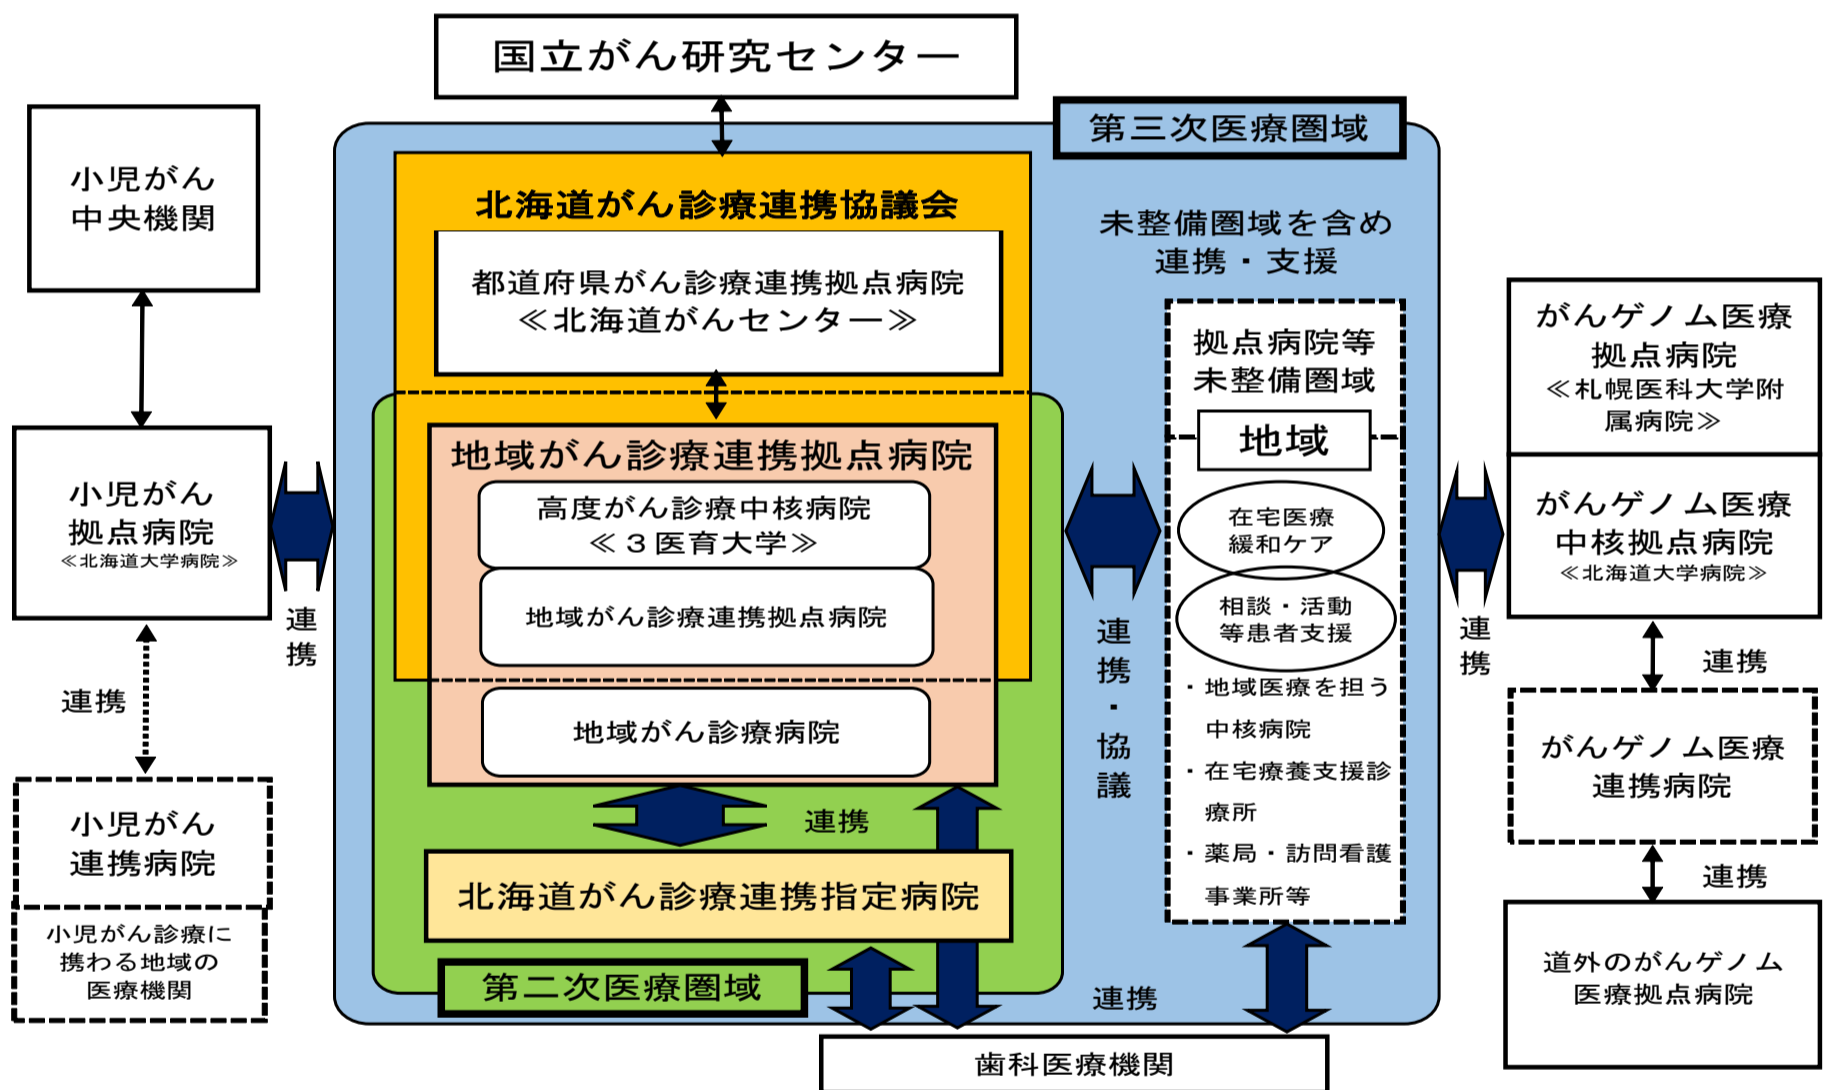 国立がん研究センター
第三次医療圏域
小児がん
中央機関
北海道がん診療連携協議会
都道府県がん診療連携拠点病院
≪北海道がんセンター≫
未整備圏域を含め
連携・支援
拠点病院等
未整備圏域
地域
在宅医療
緩和ケア
相談・活動
等患者支援
・地域医療を担う
中核病院
・在宅療養支援診
療所
・薬局・訪問看護
事業所等
がんゲノム医療
拠点病院
≪札幌医科大学附
属病院≫
がんゲノム医療
中核拠点病院
≪北海道大学病院≫
連携
がんゲノム医療
連携病院
連携
道外のがんゲノム
医療拠点病院
小児がん
拠点病院
≪北海道大学病院≫
連携
小児がん
連携病院
小児がん診療に
携わる地域の
医療機関
連携
地域がん診療連携拠点病院
高度がん診療中核病院
≪３医育大学≫
地域がん診療連携拠点病院
地域がん診療病院
連携
北海道がん診療連携指定病院
第二次医療圏域
連携・協議
連携
連携
歯科医療機関